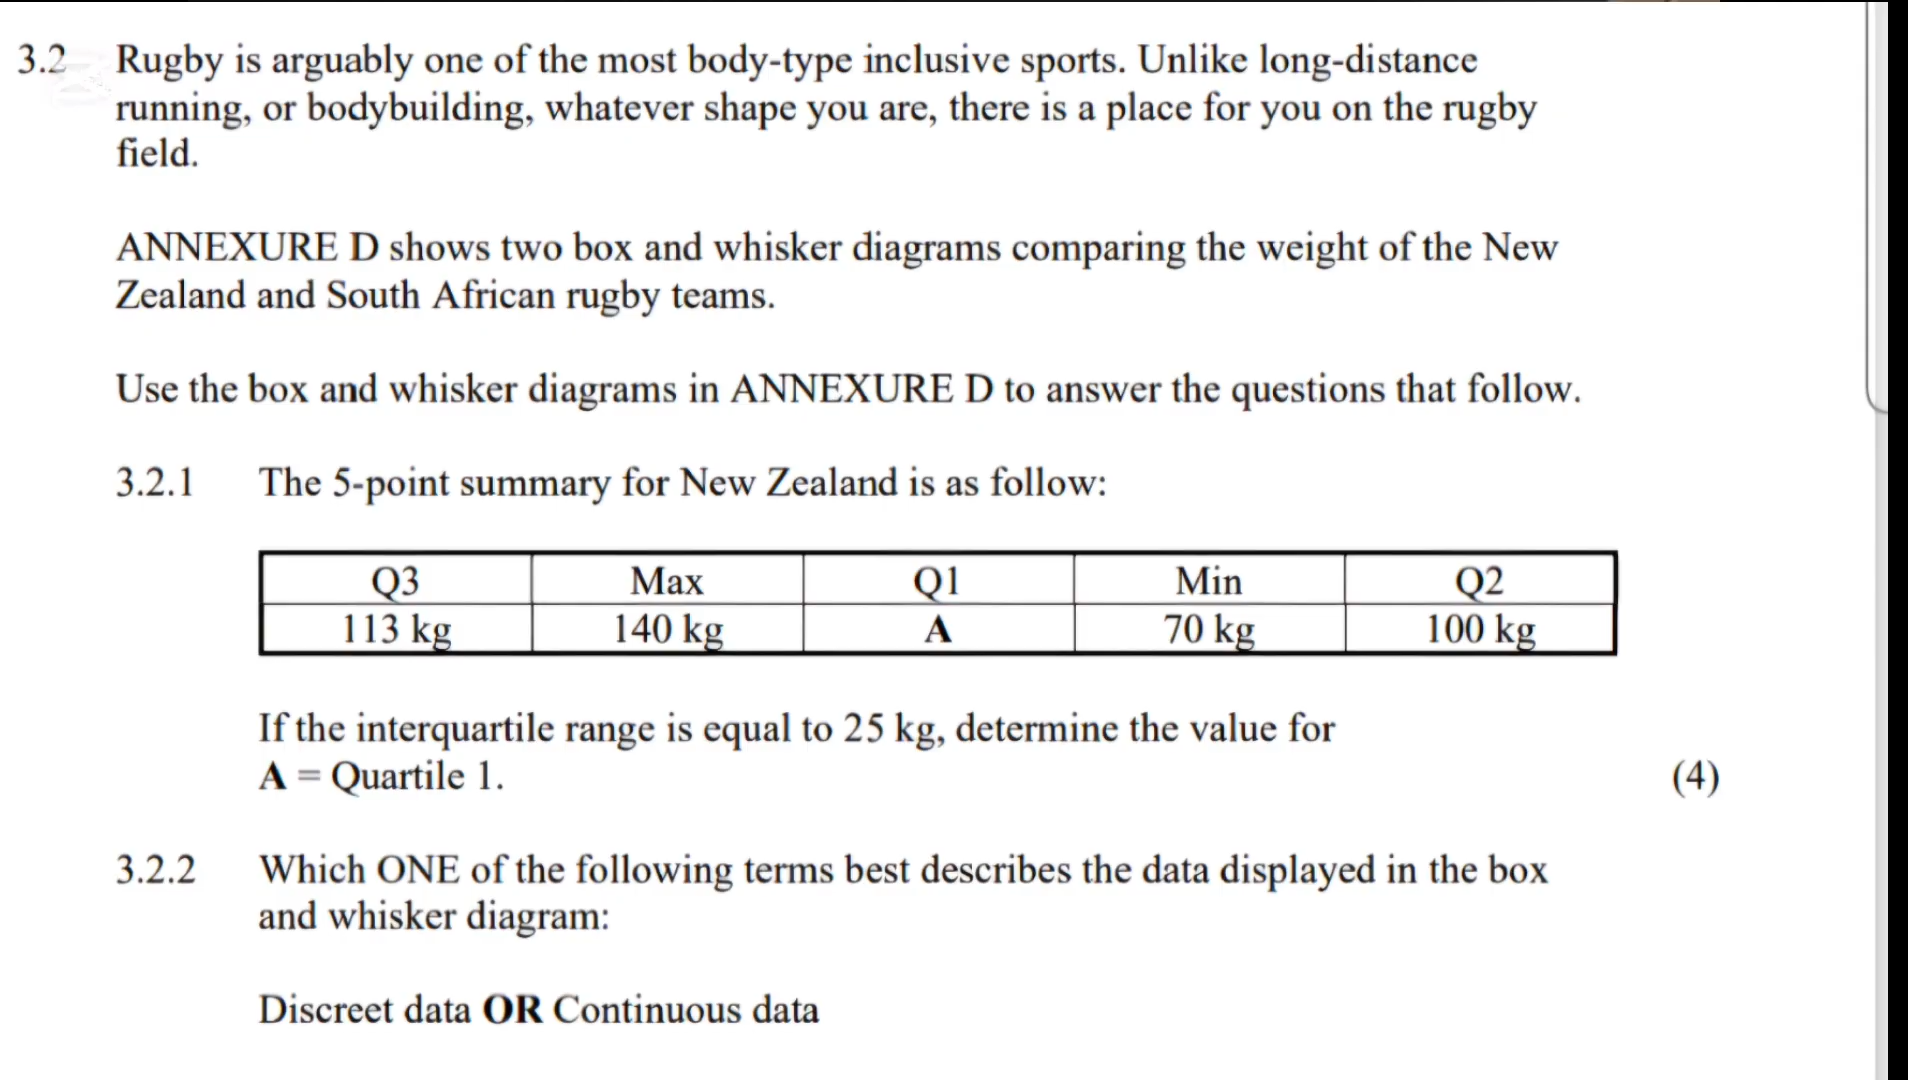 3.2 Rugby is arguably one of the most body-type inclusive sports. Unlike long-distance
running, or bodybuilding, whatever shape you are, there is a place for you on the rugby
field.
ANNEXURE D shows two box and whisker diagrams comparing the weight of the New
Zealand and South African rugby teams.
Use the box and whisker diagrams in ANNEXURE D to answer the questions that follow.
3.2.1 The 5-point summary for New Zealand is as follow:
Q3 Max Q1 Min Q2
113 kg 140 kg A 70 kg 100 kg
If the interquartile range is equal to 25 kg, determine the value for
A = Quartile 1. (4)
3.2.2 Which ONE of the following terms best describes the data displayed in the box
and whisker diagram:
Discreet data OR Continuous data